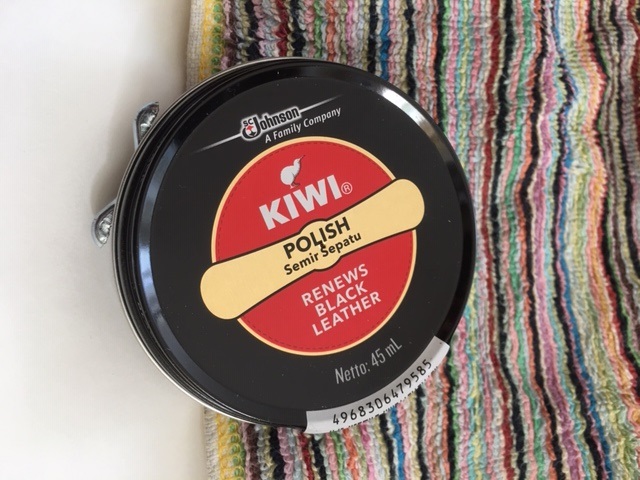 SC Johnson
A Family Company
KIWI®
POLISH
Semir Sepatu
RENEWS
BLACK
LEATHER
Netto: 45 mL
4968306479585